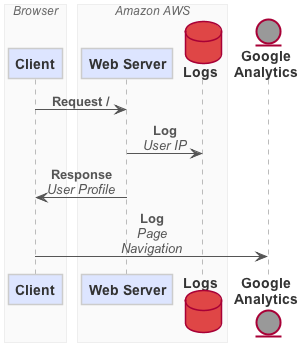 Browser
Amazon AWS
Client
Web Server
Logs
Google
Analytics
Request /
Log
User IP
Response
User Profile
Log
Page
Navigation
Client
Web Server
Logs
Google
Analytics